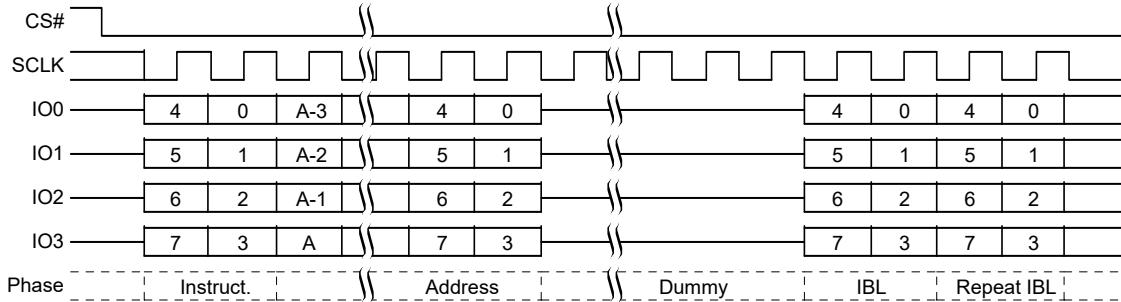 CS#
SCLK
IO0 4 0 A-3 4 0 4 0 4 0
IO1 5 1 A-2 5 1 5 1 5 1
IO2 6 2 A-1 6 2 6 2 6 2
IO3 7 3 A 7 3 7 3 7 3
Phase Instruct. Address Dummy IBL Repeat IBL